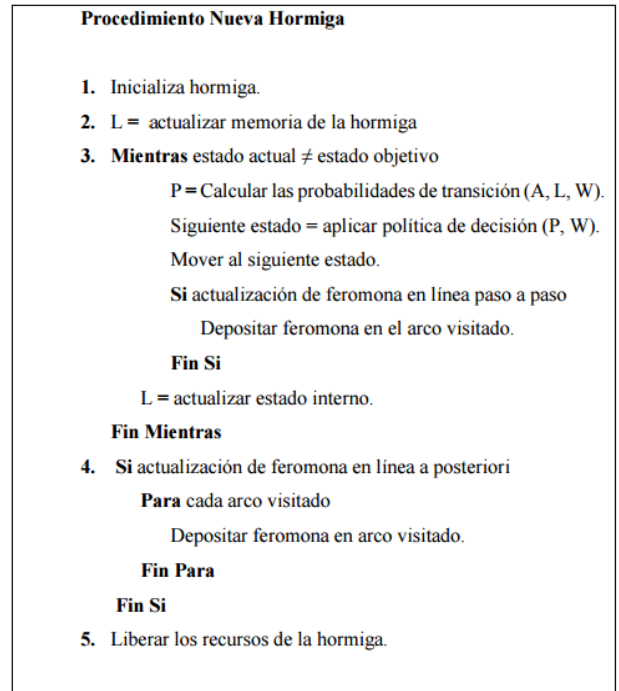 Procedimiento Nueva Hormiga
1. Inicializa hormiga.
2. L = actualizar memoria de la hormiga
3. Mientras estado actual ≠ estado objetivo
P = Calcular las probabilidades de transición (A, L, W).
Siguiente estado = aplicar política de decisión (P, W).
Mover al siguiente estado.
Si actualización de feromona en línea paso a paso
Depositar feromona en el arco visitado.
Fin Si
L = actualizar estado interno.
Fin Mientras
4. Si actualización de feromona en línea a posteriori
Para cada arco visitado
Depositar feromona en arco visitado.
Fin Para
Fin Si
5. Liberar los recursos de la hormiga.